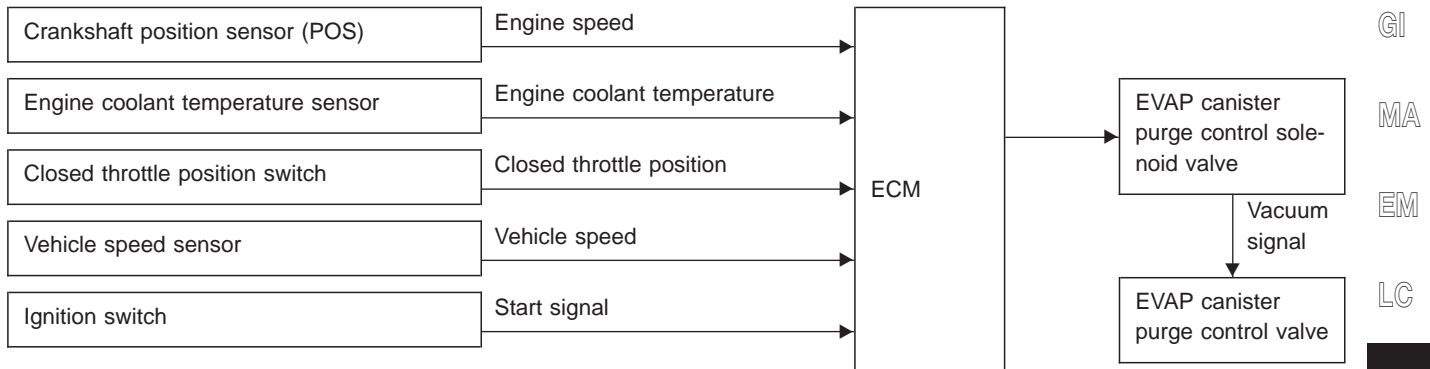 Crankshaft position sensor (POS)
Engine speed
Engine coolant temperature sensor
Engine coolant temperature
Closed throttle position switch
Closed throttle position
Vehicle speed sensor
Vehicle speed
Ignition switch
Start signal
ECM
EVAP canister
purge control sole-
noid valve
Vacuum
signal
EVAP canister
purge control valve
GI
MA
EM
LC